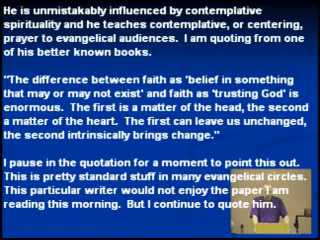 He is unmistakably influenced by contemplative
spirituality and he teaches contemplative, or centering,
prayer to evangelical audiences.  I am quoting from one
of his better known books.
"The difference between faith as 'belief in something
that may or may not exist' and faith as 'trusting God' is
enormous.  The first is a matter of the head, the second
a matter of the heart.  The first can leave us unchanged,
the second intrinsically brings change."
I pause in the quotation for a moment to point this out.
This is pretty standard stuff in many evangelical circles.
This particular writer would not enjoy the paper I am
reading this morning.  But I continue to quote him.